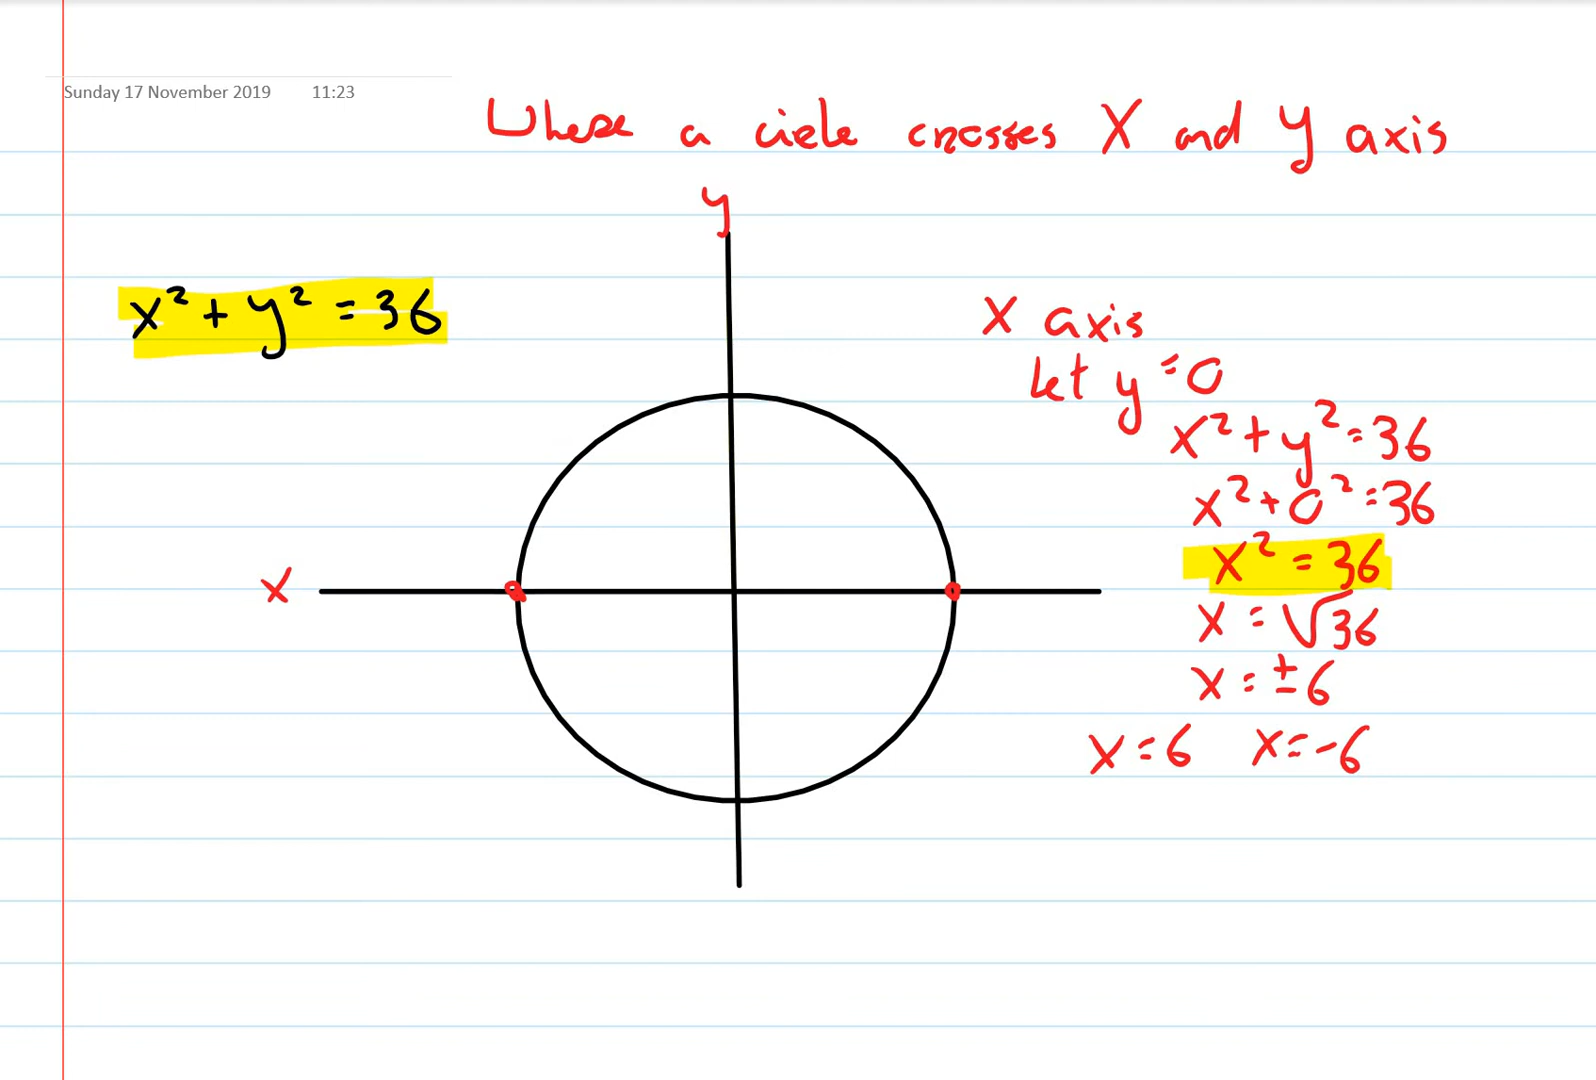 Sunday 17 November 2019 11:23
Where a circle crosses X and y axis
y
x² + y² = 36
X axis
let y = 0
x² + y² = 36
x² + 0² = 36
x² = 36
x
x = √36
x = ±6
x = 6 x = -6